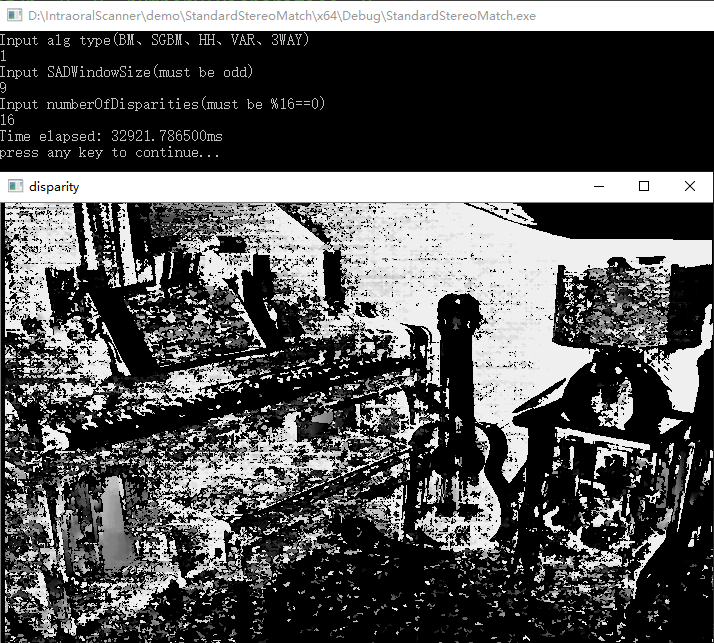 D:\IntraoralScanner\demo\StandardStereoMatch\x64\Debug\StandardStereoMatch.exe
Input alg type(BM、SGBM、HH、VAR、3WAY)
1
Input SADWindowSize(must be odd)
9
Input numberOfDisparities(must be %16==0)
16
Time elapsed: 32921.786500ms
press any key to continue...
disparity